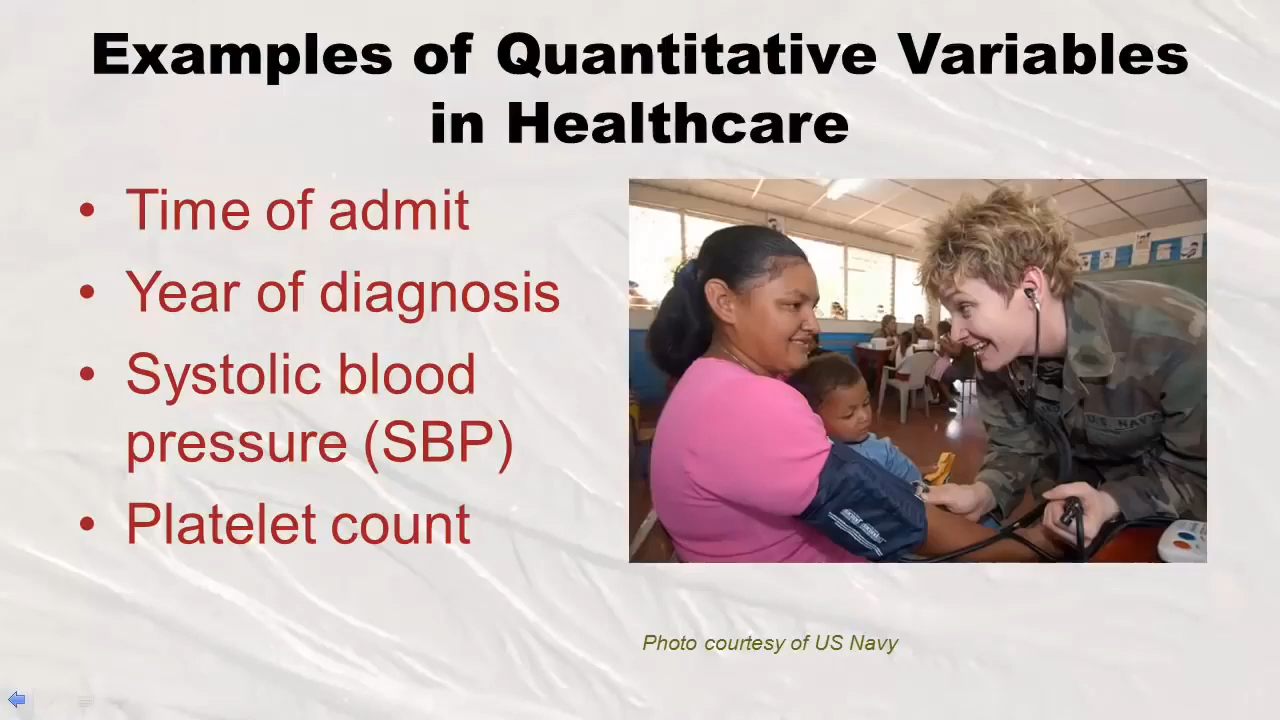 Examples of Quantitative Variables
in Healthcare
• Time of admit
• Year of diagnosis
• Systolic blood
pressure (SBP)
• Platelet count
U.S. NAVY
Photo courtesy of US Navy